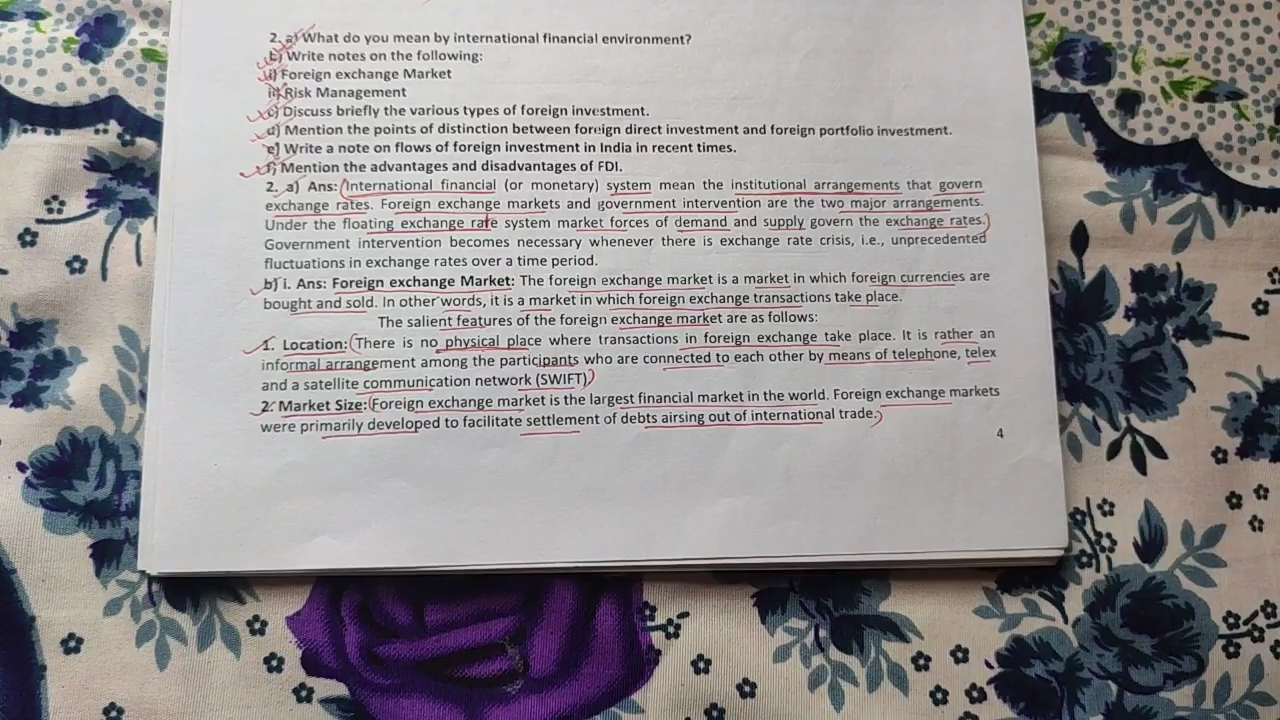 2. a) What do you mean by international financial environment?
b) Write notes on the following:
i) Foreign exchange Market
ii) Risk Management
c) Discuss briefly the various types of foreign investment.
d) Mention the points of distinction between foreign direct investment and foreign portfolio investment.
e) Write a note on flows of foreign investment in India in recent times.
f) Mention the advantages and disadvantages of FDI.
2. a) Ans: International financial (or monetary) system mean the institutional arrangements that govern
exchange rates. Foreign exchange markets and government intervention are the two major arrangements.
Under the floating exchange rate system market forces of demand and supply govern the exchange rates.
Government intervention becomes necessary whenever there is exchange rate crisis, i.e., unprecedented
fluctuations in exchange rates over a time period.
b) i. Ans: Foreign exchange Market: The foreign exchange market is a market in which foreign currencies are
bought and sold. In other words, it is a market in which foreign exchange transactions take place.
The salient features of the foreign exchange market are as follows:
1. Location: There is no physical place where transactions in foreign exchange take place. It is rather an
informal arrangement among the participants who are connected to each other by means of telephone, telex
and a satellite communication network (SWIFT)
2. Market Size: Foreign exchange market is the largest financial market in the world. Foreign exchange markets
were primarily developed to facilitate settlement of debts airsing out of international trade.
4